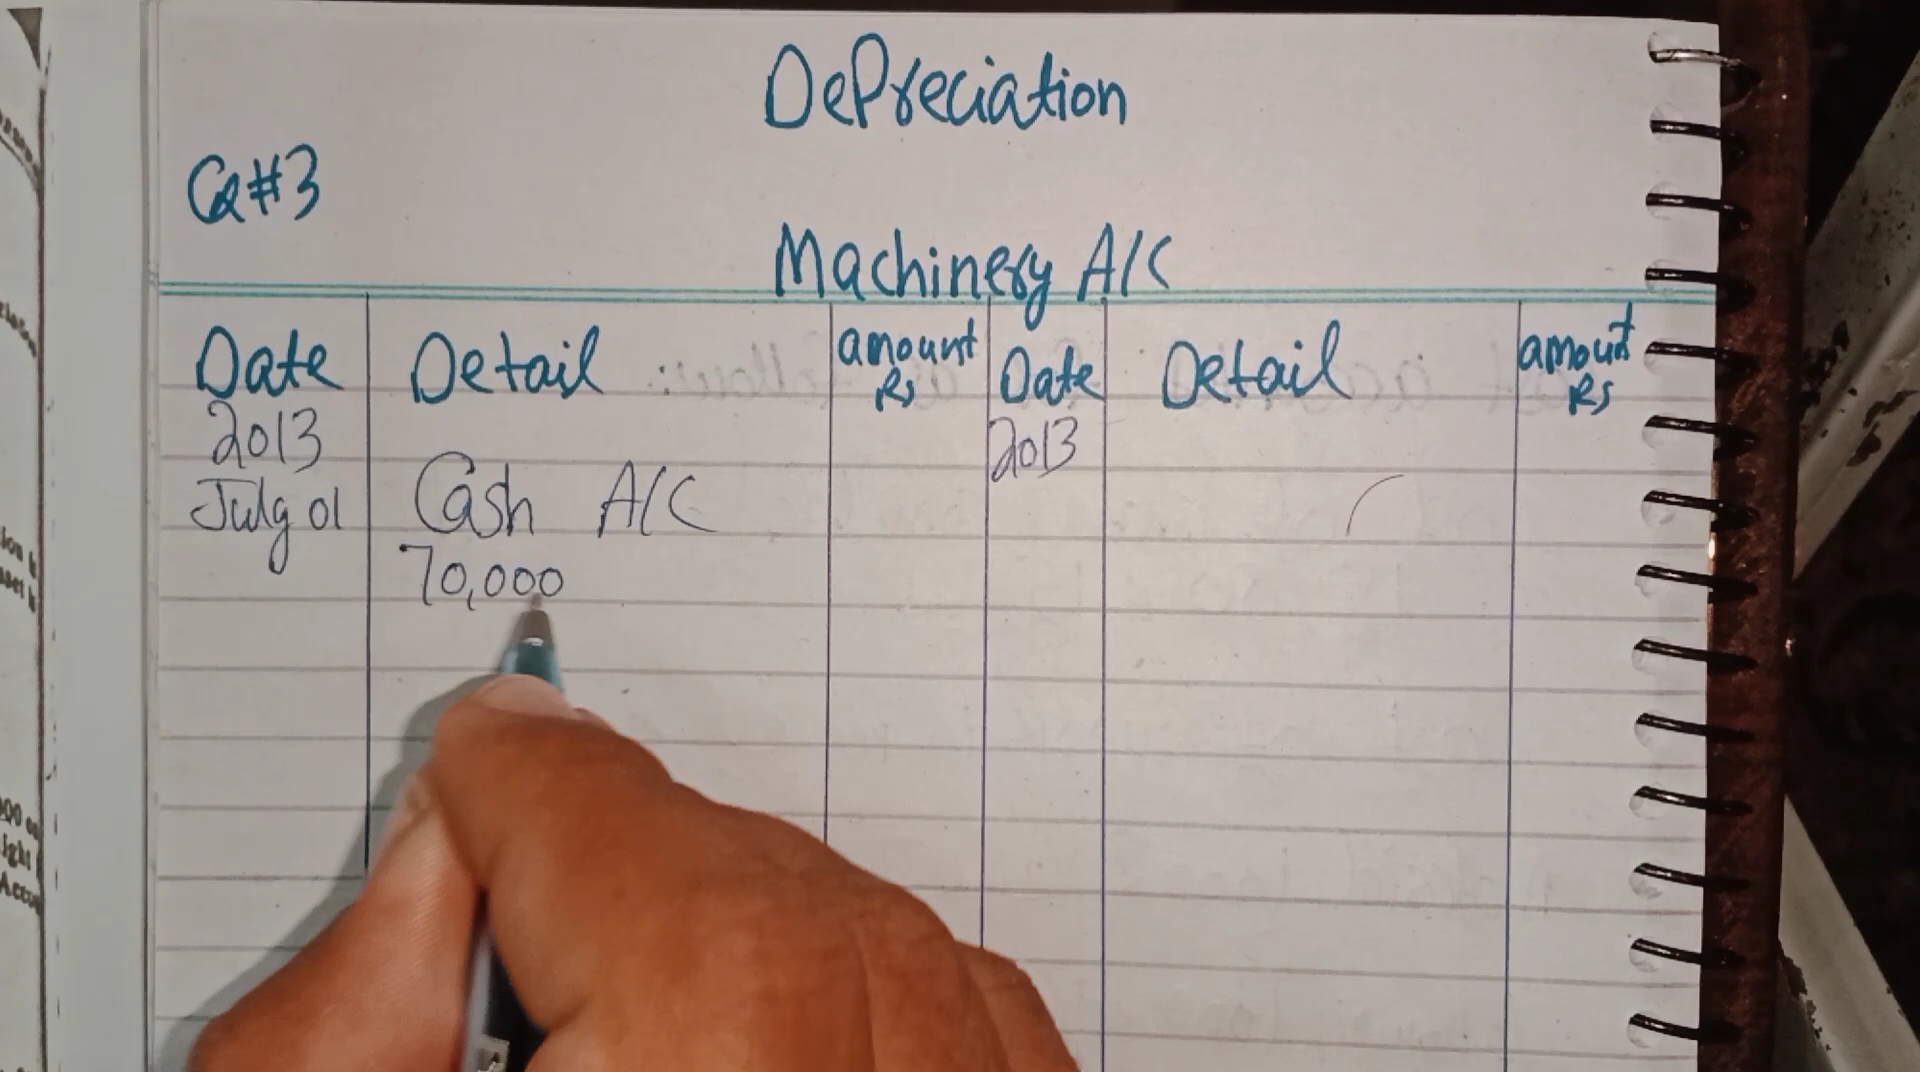 DePreciation
Q#3
Machinery A/C
Date Detail amount Rs Date Detail amount Rs
2013 2013
July 01 Cash A/C
70,000